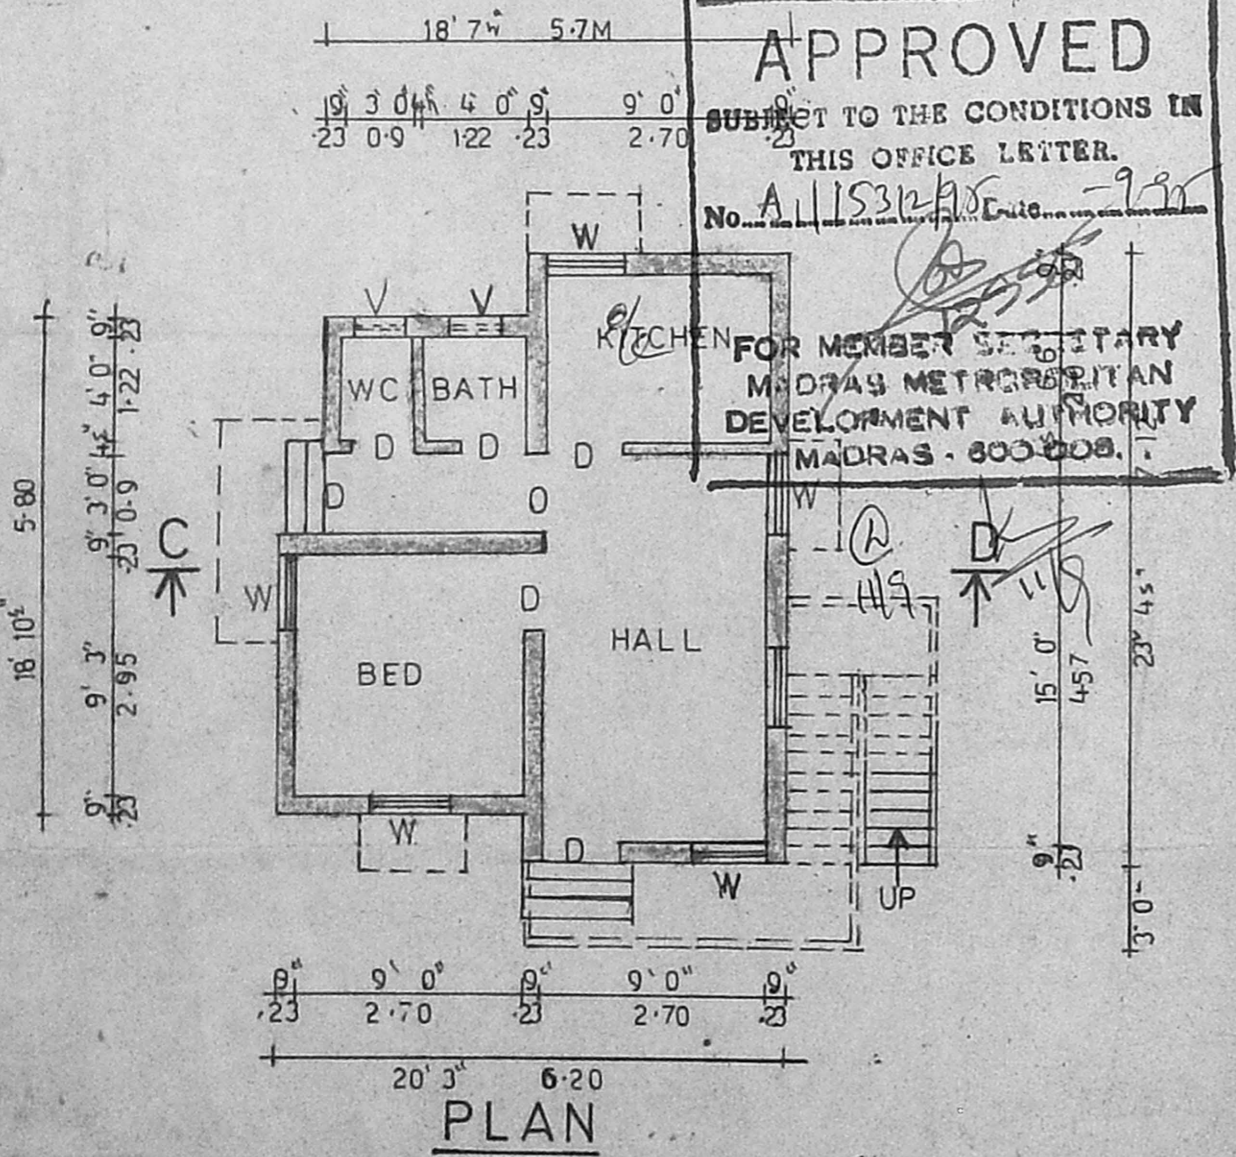 18' 7½" 5·7M
APPROVED
9" 3' 0" 4½" 4' 0" 9" 9' 0" 9"
·23 0·9 1·22 ·23 2·70 ·23
SUBJECT TO THE CONDITIONS IN
THIS OFFICE LETTER.
No. Date
W
V V
KITCHEN
FOR MEMBER SECRETARY
MADRAS METROPOLITAN
DEVELOPMENT AUTHORITY
MADRAS - 600 008.
WC BATH
D D D
D O W
C D
W D
HALL
BED
W D W
UP
9" 4' 0" 4½" 3' 0" 9" 9' 3" 9"
·23 1·22 0·9 ·23 2·95 ·23
18' 10½" 5·80
15' 0" 9"
457 ·23
23' 4½"
3' 0"
9" 9' 0" 9" 9' 0" 9"
·23 2·70 ·23 2·70 ·23
20' 3" 6·20
PLAN